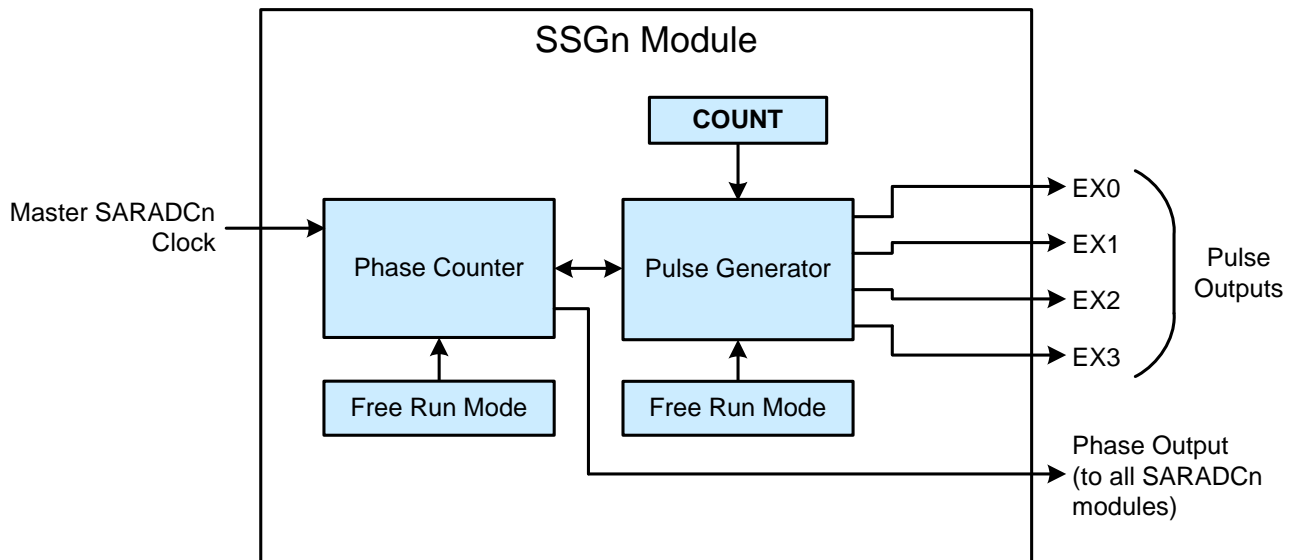 SSGn Module
COUNT
Master SARADCn
Clock
Phase Counter
Pulse Generator
EX0
EX1
EX2
EX3
Pulse
Outputs
Free Run Mode
Free Run Mode
Phase Output
(to all SARADCn
modules)